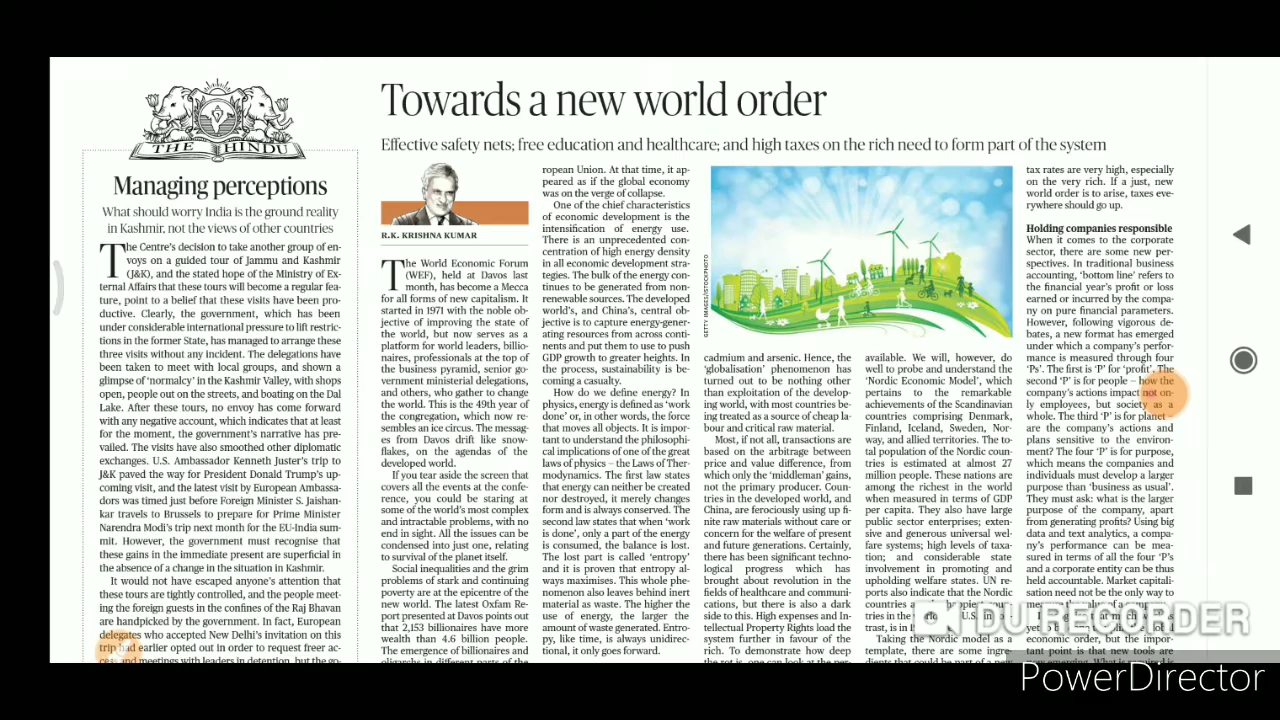 THE HINDU
Managing perceptions
What should worry India is the ground reality
in Kashmir, not the views of other countries
The Centre's decision to take another group of en-
voys on a guided tour of Jammu and Kashmir
(J&K), and the stated hope of the Ministry of Ex-
ternal Affairs that these tours will become a regular fea-
ture, point to a belief that these visits have been pro-
ductive. Clearly, the government, which has been
under considerable international pressure to lift restric-
tions in the former State, has managed to arrange these
three visits without any incident. The delegations have
been taken to meet with local groups, and shown a
glimpse of 'normalcy' in the Kashmir Valley, with shops
open, people out on the streets, and boating on the Dal
Lake. After these tours, no envoy has come forward
with any negative account, which indicates that at least
for the moment, the government's narrative has pre-
vailed. The visits have also smoothed other diplomatic
exchanges. U.S. Ambassador Kenneth Juster's trip to
J&K paved the way for President Donald Trump's up-
coming visit, and the latest visit by European Ambassa-
dors was timed just before Foreign Minister S. Jaishan-
kar travels to Brussels to prepare for Prime Minister
Narendra Modi's trip next month for the EU-India sum-
mit. However, the government must recognise that
these gains in the immediate present are superficial in
the absence of a change in the situation in Kashmir.
It would not have escaped anyone's attention that
these tours are tightly controlled, and the people meet-
ing the foreign guests in the confines of the Raj Bhavan
are handpicked by the government. In fact, European
delegates who accepted New Delhi's invitation on this
trip had earlier opted out in order to request freer ac-
and meetings with leaders in detention, but the go-
Towards a new world order
Effective safety nets; free education and healthcare; and high taxes on the rich need to form part of the system
R.K. KRISHNA KUMAR
The World Economic Forum
(WEF), held at Davos last
month, has become a Mecca
for all forms of new capitalism. It
started in 1971 with the noble ob-
jective of improving the state of
the world, but now serves as a
platform for world leaders, billio-
naires, professionals at the top of
the business pyramid, senior go-
vernment ministerial delegations,
and others, who gather to change
the world. This is the 49th year of
the congregation, which now re-
sembles an ice circus. The messag-
es from Davos drift like snow-
flakes, on the agendas of the
developed world.
If you tear aside the screen that
covers all the events at the confe-
rence, you could be staring at
some of the world's most complex
and intractable problems, with no
end in sight. All the issues can be
condensed into just one, relating
to survival of the planet itself.
Social inequalities and the grim
problems of stark and continuing
poverty are at the epicentre of the
new world. The latest Oxfam Re-
port presented at Davos points out
that 2,153 billionaires have more
wealth than 4.6 billion people.
The emergence of billionaires and
oligarchs in different parts of the
ropean Union. At that time, it ap-
peared as if the global economy
was on the verge of collapse.
One of the chief characteristics
of economic development is the
intensification of energy use.
There is an unprecedented con-
centration of high energy density
in all economic development stra-
tegies. The bulk of the energy con-
tinues to be generated from non-
renewable sources. The developed
world's, and China's, central ob-
jective is to capture energy-gener-
ating resources from across conti-
nents and put them to use to push
GDP growth to greater heights. In
the process, sustainability is be-
coming a casualty.
How do we define energy? In
physics, energy is defined as 'work
done' or, in other words, the force
that moves all objects. It is impor-
tant to understand the philosophi-
cal implications of one of the great
laws of physics – the Laws of Ther-
modynamics. The first law states
that energy can neither be created
nor destroyed, it merely changes
form and is always conserved. The
second law states that when 'work
is done', only a part of the energy
is consumed, the balance is lost.
The lost part is called 'entropy'
and it is proven that entropy al-
ways maximises. This whole phe-
nomenon also leaves behind inert
material as waste. The higher the
use of energy, the larger the
amount of waste generated. Entro-
py, like time, is always unidirec-
tional, it only goes forward.
GETTY IMAGES/ISTOCKPHOTO
cadmium and arsenic. Hence, the
'globalisation' phenomenon has
turned out to be nothing other
than exploitation of the develop-
ing world, with most countries be-
ing treated as a source of cheap la-
bour and critical raw material.
Most, if not all, transactions are
based on the arbitrage between
price and value difference, from
which only the 'middleman' gains,
not the primary producer. Coun-
tries in the developed world, and
China, are ferociously using up fi-
nite raw materials without care or
concern for the welfare of present
and future generations. Certainly,
there has been significant techno-
logical progress which has
brought about revolution in the
fields of healthcare and communi-
cations, but there is also a dark
side to this. High expenses and In-
tellectual Property Rights load the
system further in favour of the
rich. To demonstrate how deep
the rot is, one can look at the per-
available. We will, however, do
well to probe and understand the
'Nordic Economic Model', which
pertains to the remarkable
achievements of the Scandinavian
countries comprising Denmark,
Finland, Iceland, Sweden, Nor-
way, and allied territories. The to-
tal population of the Nordic coun-
tries is estimated at almost 27
million people. These nations are
among the richest in the world
when measured in terms of GDP
per capita. They also have large
public sector enterprises; exten-
sive and generous universal wel-
fare systems; high levels of taxa-
tion; and considerable state
involvement in promoting and
upholding welfare states. UN re-
ports also indicate that the Nordic
countries
tries in the U.S., in
trast, is in
Taking the Nordic model as a
template, there are some ingre-
dients that could be part of a new
tax rates are very high, especially
on the very rich. If a just, new
world order is to arise, taxes eve-
rywhere should go up.
Holding companies responsible
When it comes to the corporate
sector, there are some new per-
spectives. In traditional business
accounting, 'bottom line' refers to
the financial year's profit or loss
earned or incurred by the compa-
ny on pure financial parameters.
However, following vigorous de-
bates, a new format has emerged
under which a company's perfor-
mance is measured through four
'Ps'. The first is 'P' for 'profit'. The
second 'P' is for people – how the
company's actions impact not on-
ly employees, but society as a
whole. The third 'P' is for planet –
are the company's actions and
plans sensitive to the environ-
ment? The four 'P' is for purpose,
which means the companies and
individuals must develop a larger
purpose than 'business as usual'.
They must ask: what is the larger
purpose of the company, apart
from generating profits? Using big
data and text analytics, a compa-
ny's performance can be mea-
sured in terms of all the four 'P's
and a corporate entity can be thus
held accountable. Market capitali-
sation need not be the only way to
economic order, but the impor-
tant point is that new tools are
DU RECORDER
PowerDirector